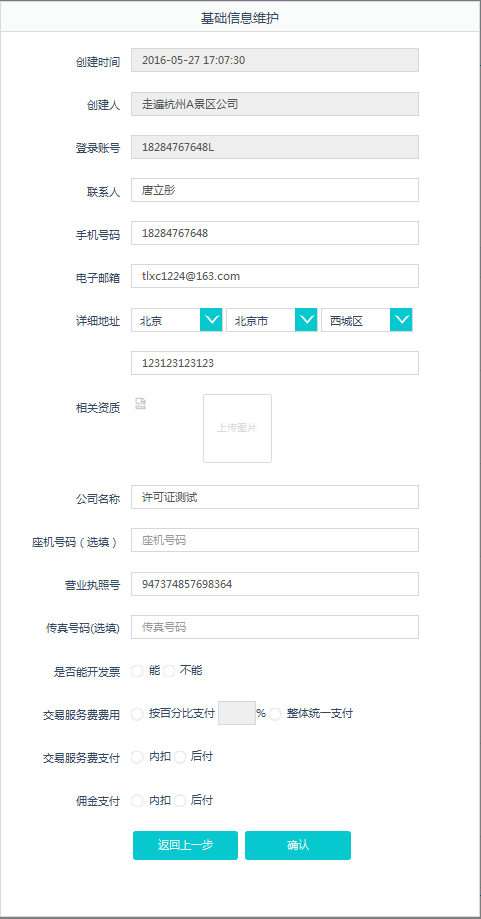 基础信息维护
创建时间 2016-05-27 17:07:30
创建人 走遍杭州A景区公司
登录账号 18284767648L
联系人 唐立彤
手机号码 18284767648
电子邮箱 tlxc1224@163.com
详细地址 北京 北京市 西城区
123123123123
相关资质 上传图片
公司名称 许可证测试
座机号码（选填） 座机号码
营业执照号 947374857698364
传真号码(选填) 传真号码
是否能开发票 能 不能
交易服务费费用 按百分比支付 % 整体统一支付
交易服务费支付 内扣 后付
佣金支付 内扣 后付
返回上一步 确认